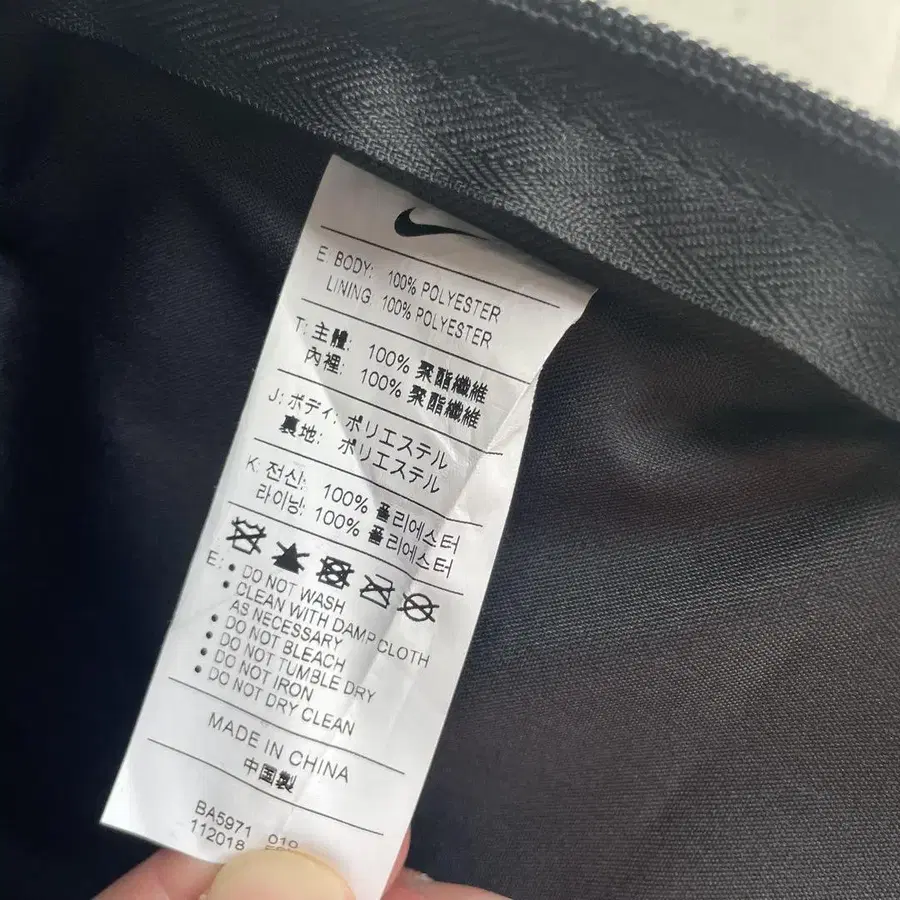 E: BODY: 100% POLYESTER
LINING 100% POLYESTER
T: 主體: 100% 聚酯纖維
內裡: 100% 聚酯纖維
J: ボディ: ポリエステル
裏地: ポリエステル
K: 전신: 100% 폴리에스터
라이닝: 100% 폴리에스터
E: • DO NOT WASH
• CLEAN WITH DAMP CLOTH
AS NECESSARY
• DO NOT BLEACH
• DO NOT TUMBLE DRY
• DO NOT IRON
• DO NOT DRY CLEAN
MADE IN CHINA
中国製
BA5971 010
112018